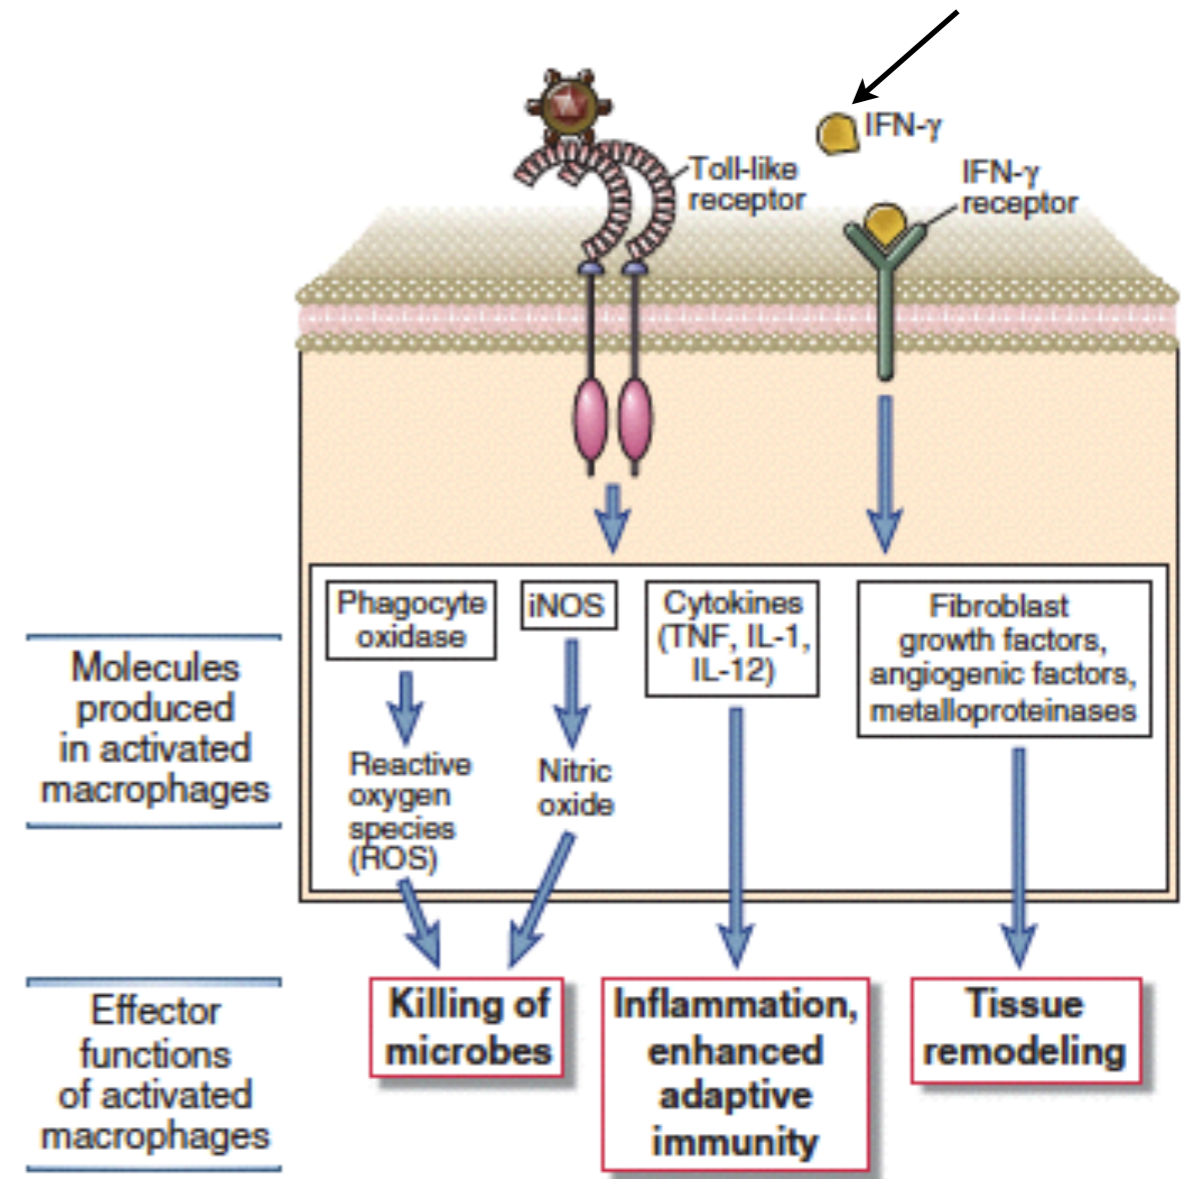 IFN-γ
Toll-like
receptor
IFN-γ
receptor
Phagocyte
oxidase
iNOS
Cytokines
(TNF, IL-1,
IL-12)
Fibroblast
growth factors,
angiogenic factors,
metalloproteinases
Molecules
produced
in activated
macrophages
Reactive
oxygen
species
(ROS)
Nitric
oxide
Effector
functions
of activated
macrophages
Killing of
microbes
Inflammation,
enhanced
adaptive
immunity
Tissue
remodeling